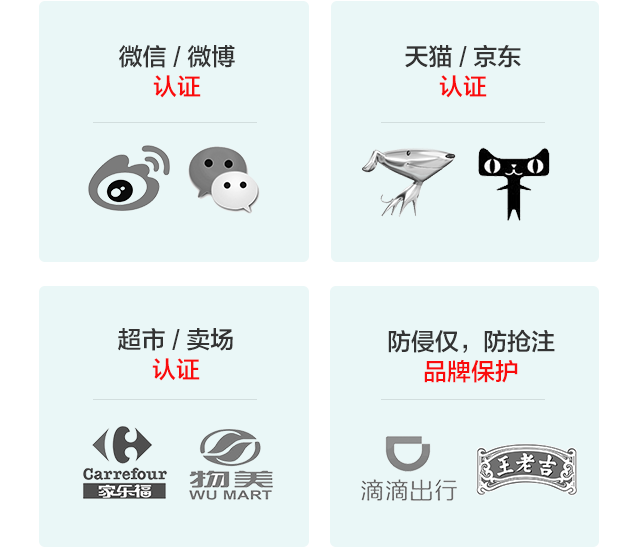 微信 / 微博
认证
天猫 / 京东
认证
超市 / 卖场
认证
Carrefour
家乐福
物美
WU MART
防侵仅，防抢注
品牌保护
滴滴出行
王老吉